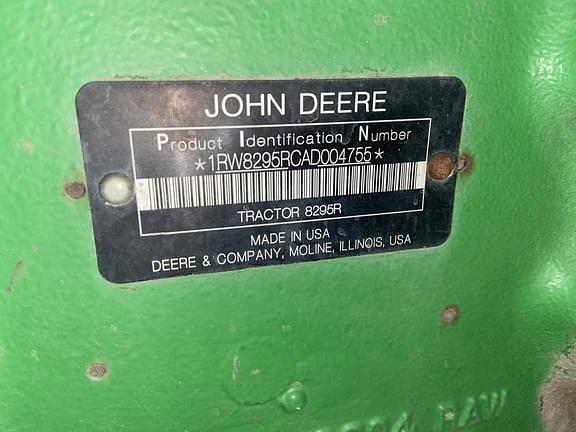 JOHN DEERE
Product Identification Number
*1RW8295RCAD004755*
TRACTOR 8295R
MADE IN USA
DEERE & COMPANY, MOLINE, ILLINOIS, USA